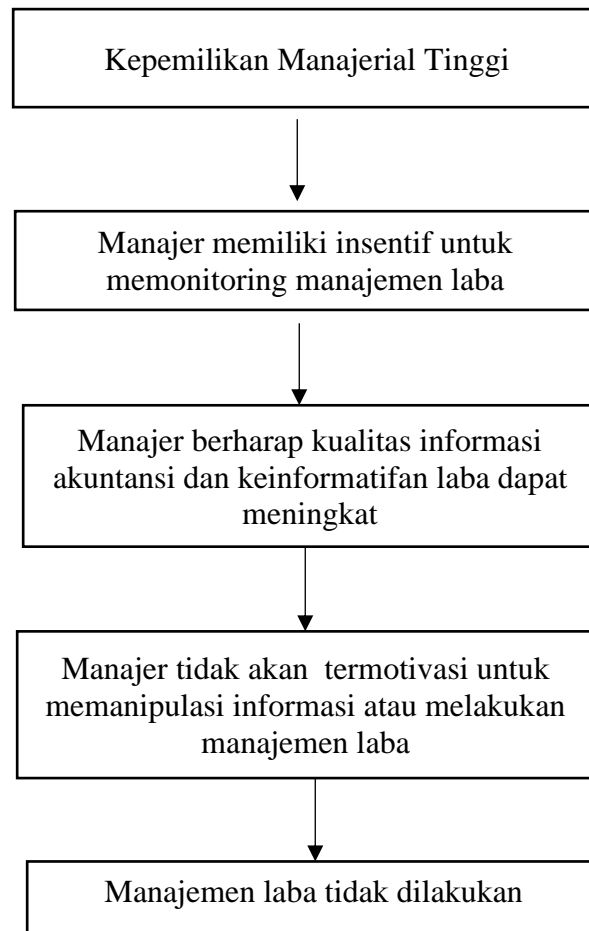 Kepemilikan Manajerial Tinggi
Manajer memiliki insentif untuk
memonitoring manajemen laba
Manajer berharap kualitas informasi
akuntansi dan keinformatifan laba dapat
meningkat
Manajer tidak akan termotivasi untuk
memanipulasi informasi atau melakukan
manajemen laba
Manajemen laba tidak dilakukan